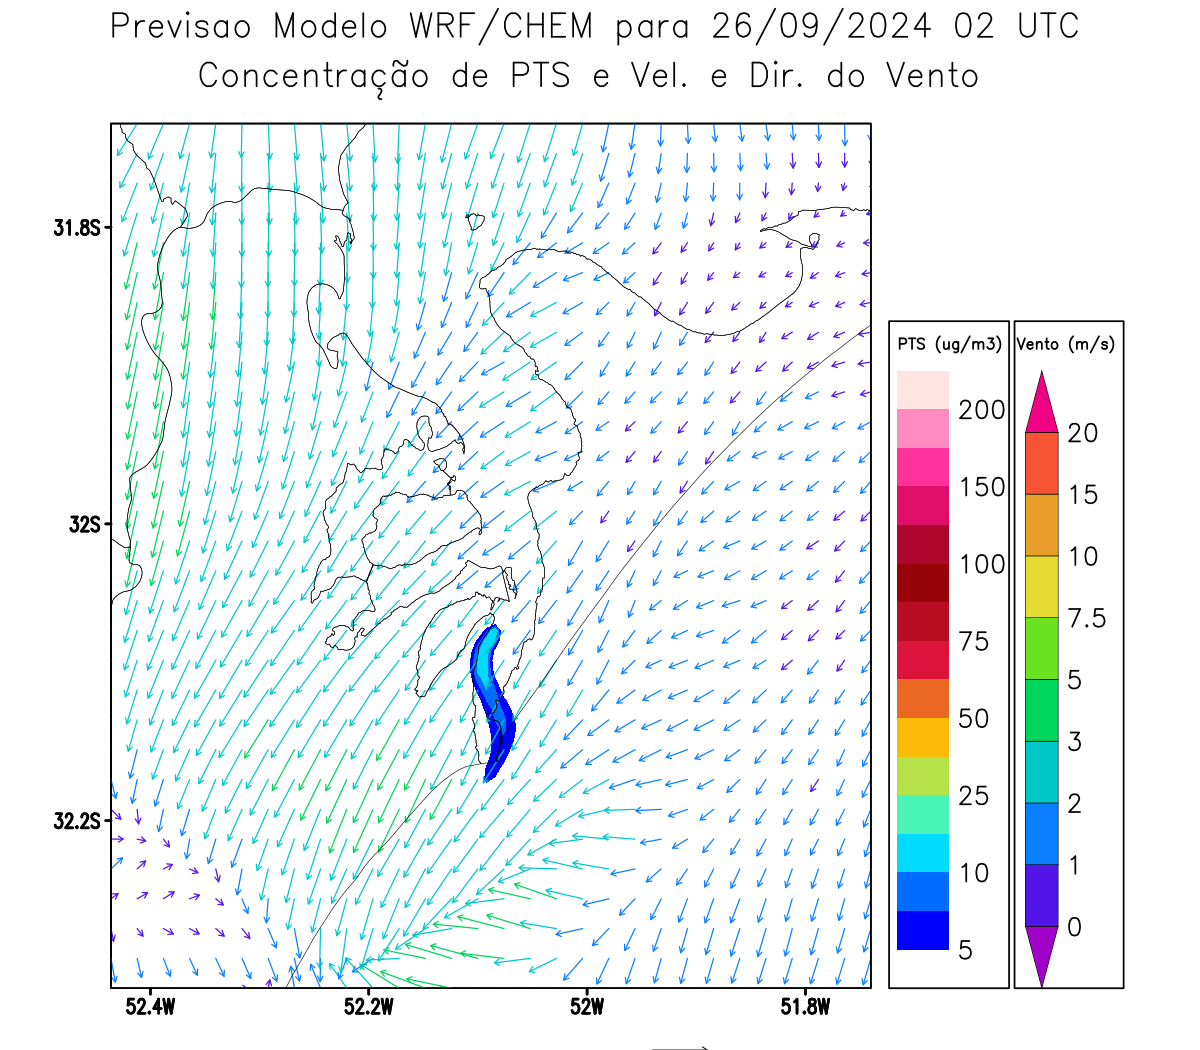 Previsao Modelo WRF/CHEM para 26/09/2024 02 UTC
Concentração de PTS e Vel. e Dir. do Vento
31.8S
32S
32.2S
52.4W
52.2W
52W
51.8W
PTS (ug/m3)
200
150
100
75
50
25
10
5
Vento (m/s)
20
15
10
7.5
5
3
2
1
0